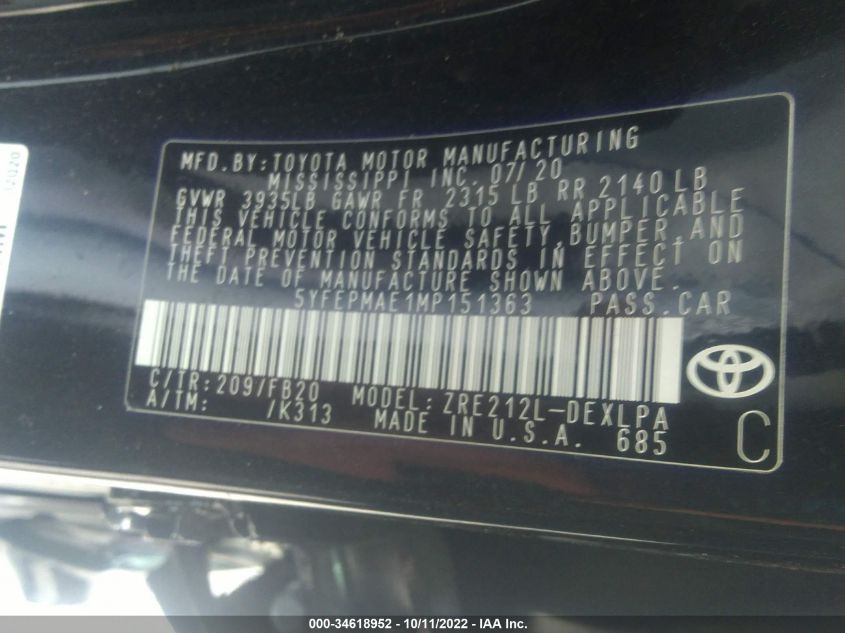 MFD.BY:TOYOTA MOTOR MANUFACTURING
MISSISSIPPI INC. 07/20
GVWR 3935LB GAWR FR 2315 LB RR 2140 LB
THIS VEHICLE CONFORMS TO ALL APPLICABLE
FEDERAL MOTOR VEHICLE SAFETY,BUMPER,AND
THEFT PREVENTION STANDARDS IN EFFECT ON
THE DATE OF MANUFACTURE SHOWN ABOVE.
5YFEPMAE1MP151363 PASS.CAR
C/TR:209/FB20 MODEL:ZRE212L-DEXLPA
A/TM: /K313 MADE IN U.S.A. 685
C
000-34618952 - 10/11/2022 - IAA Inc.